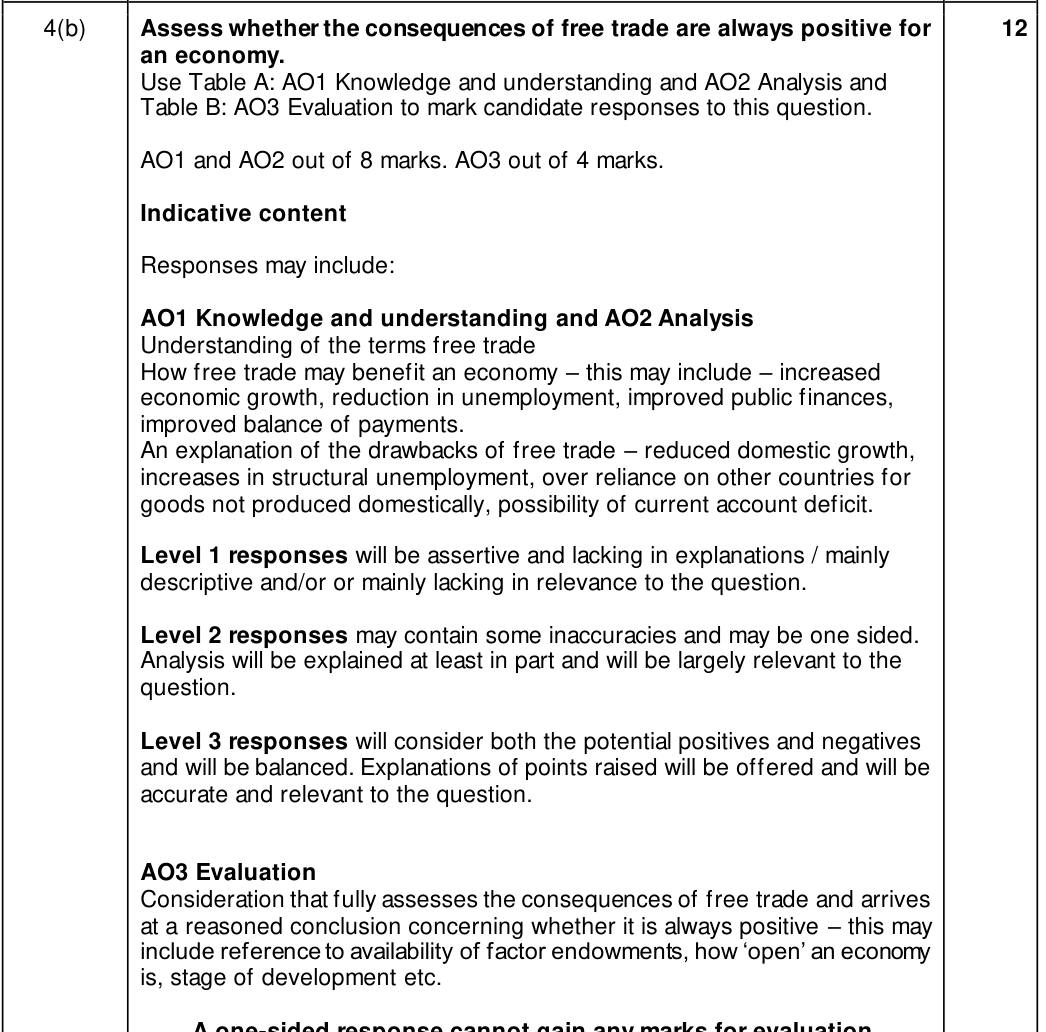 4(b)
Assess whether the consequences of free trade are always positive for
12
an economy.
Use Table A: AO1 Knowledge and understanding and AO2 Analysis and
Table B: AO3 Evaluation to mark candidate responses to this question.
AO1 and AO2 out of 8 marks. AO3 out of 4 marks.
Indicative content
Responses may include:
AO1 Knowledge and understanding and AO2 Analysis
Understanding of the terms free trade
How free trade may benefit an economy – this may include – increased
economic growth, reduction in unemployment, improved public finances,
improved balance of payments.
An explanation of the drawbacks of free trade – reduced domestic growth,
increases in structural unemployment, over reliance on other countries for
goods not produced domestically, possibility of current account deficit.
Level 1 responses will be assertive and lacking in explanations / mainly
descriptive and/or or mainly lacking in relevance to the question.
Level 2 responses may contain some inaccuracies and may be one sided.
Analysis will be explained at least in part and will be largely relevant to the
question.
Level 3 responses will consider both the potential positives and negatives
and will be balanced. Explanations of points raised will be offered and will be
accurate and relevant to the question.
AO3 Evaluation
Consideration that fully assesses the consequences of free trade and arrives
at a reasoned conclusion concerning whether it is always positive – this may
include reference to availability of factor endowments, how ‘open’ an economy
is, stage of development etc.
A one-sided response cannot gain any marks for evaluation